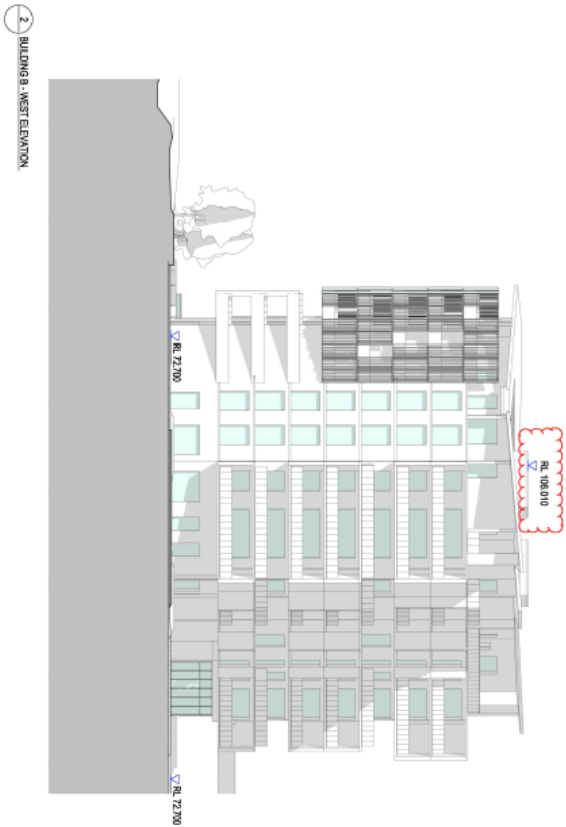 2
BUILDING B - WEST ELEVATION
RL 106.010
RL 72.700
RL 72.700